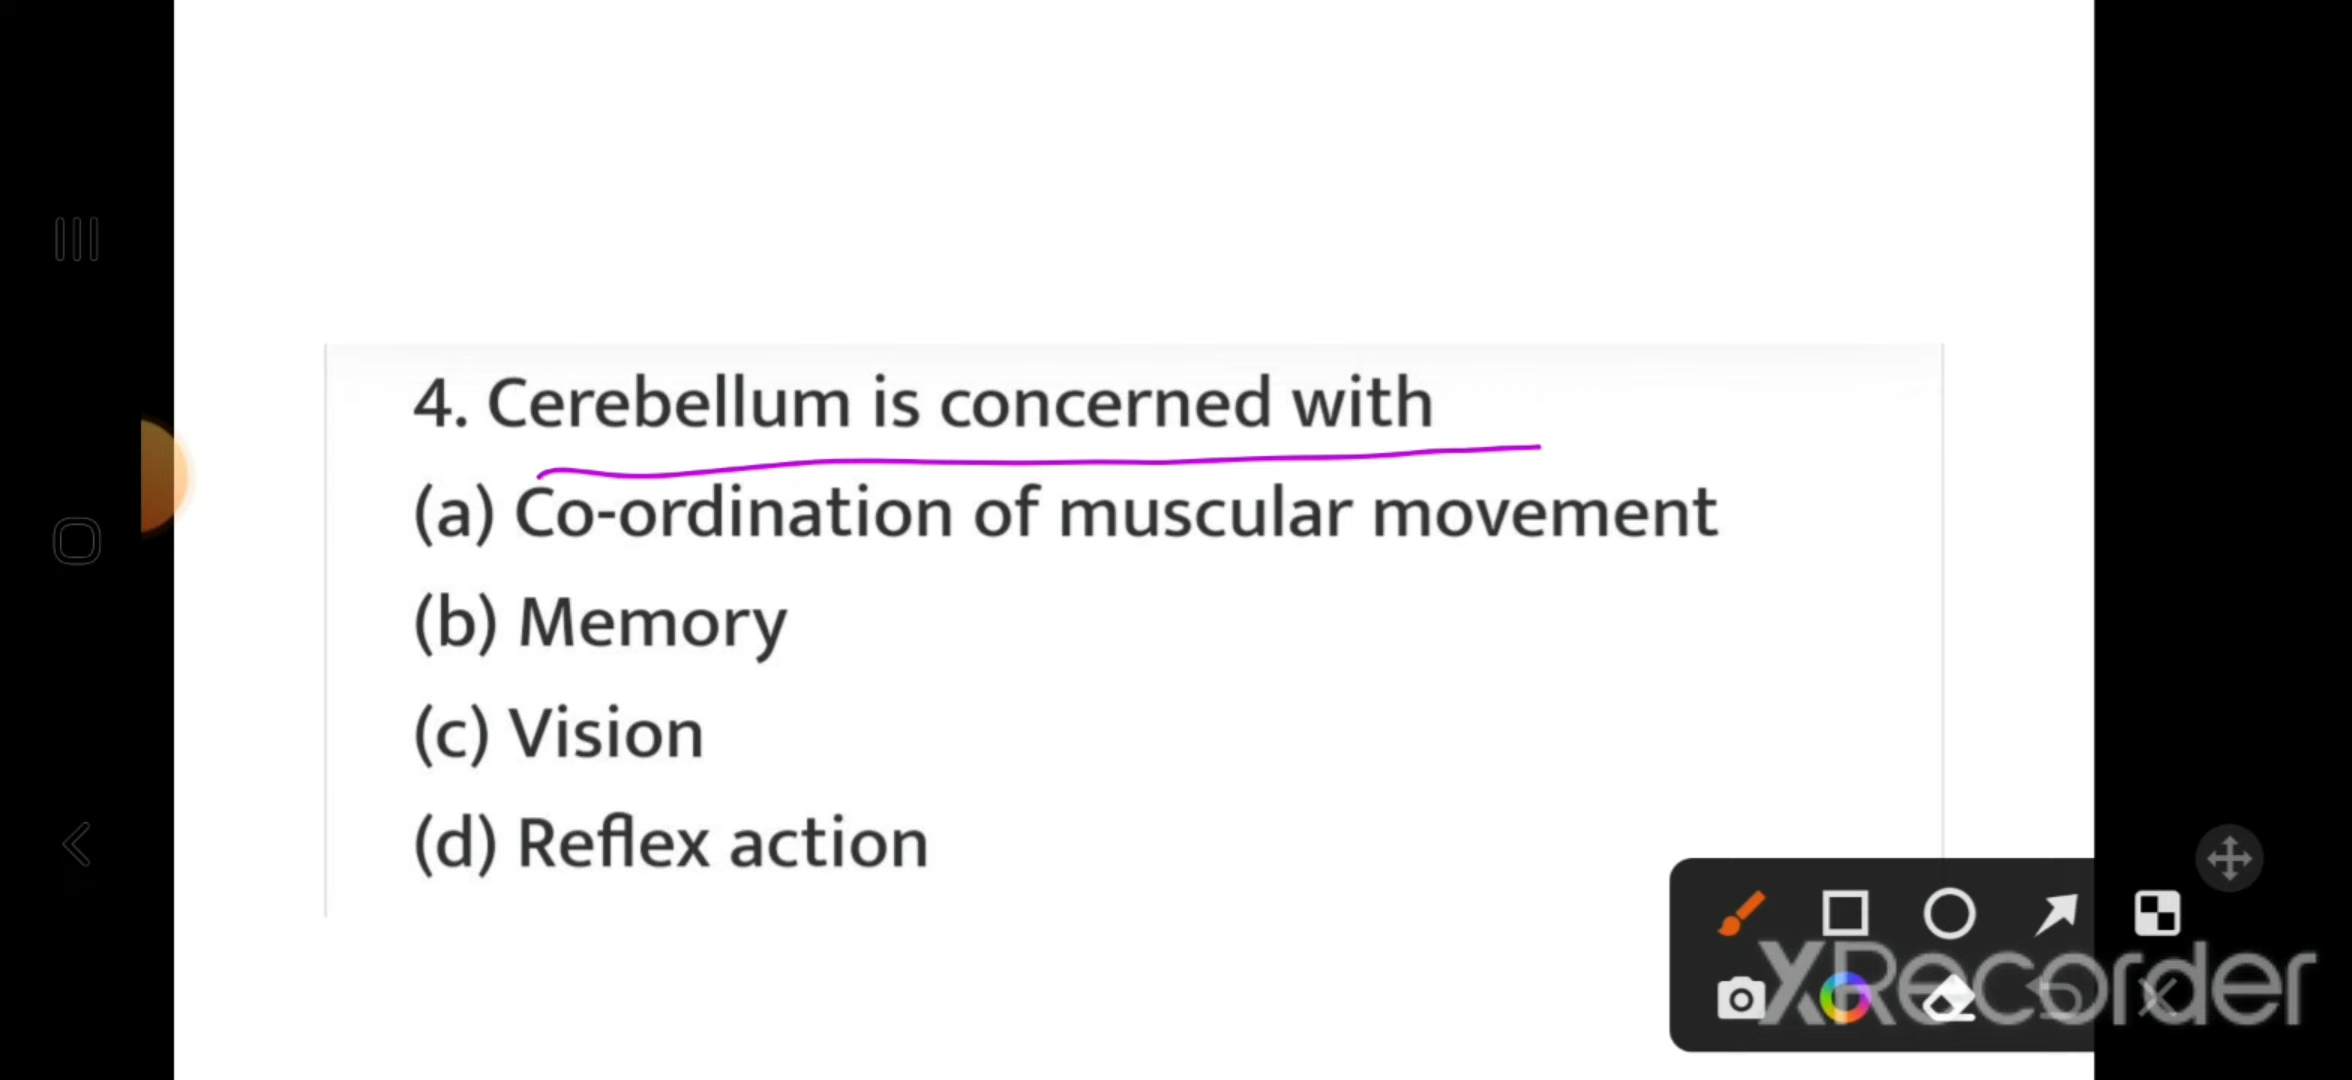 4. Cerebellum is concerned with
(a) Co-ordination of muscular movement
(b) Memory
(c) Vision
(d) Reflex action
XRecorder